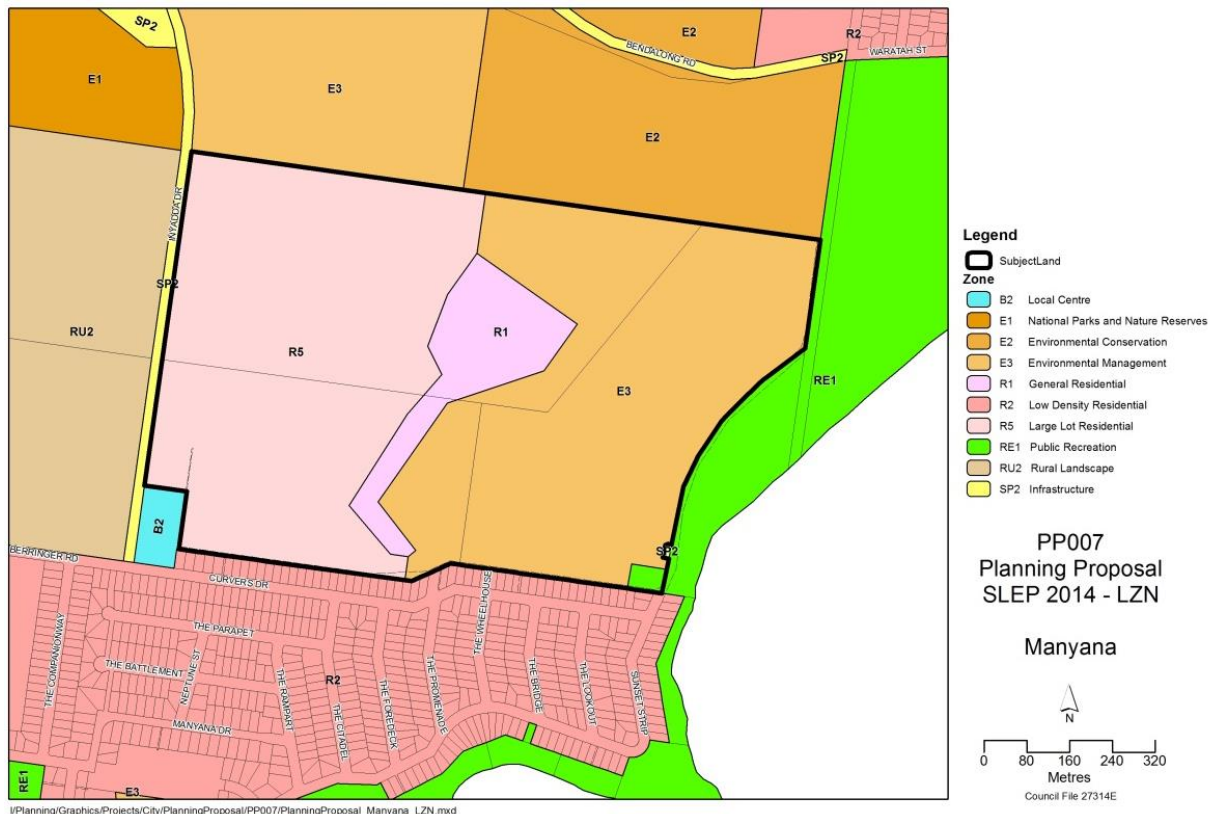 SP2
E2
R2
BENDALONG RD
SP2
WARATAH ST
E1
E3
E2
INYADDA DR
SP2
RU2
R5
R1
E3
RE1
B2
SP2
BERRINGER RD
CURVERS DR
THE PARAPET
THE COMPANIONWAY
THE BATTLEMENT
NEPTUNE ST
THE RAMPART
R2
THE CITADEL
THE FOREDECK
THE PROMENADE
THE WHEELHOUSE
THE BRIDGE
THE LOOKOUT
SUNSET STRIP
MANYANA DR
RE1
E3
Legend
SubjectLand
Zone
B2 Local Centre
E1 National Parks and Nature Reserves
E2 Environmental Conservation
E3 Environmental Management
R1 General Residential
R2 Low Density Residential
R5 Large Lot Residential
RE1 Public Recreation
RU2 Rural Landscape
SP2 Infrastructure
PP007
Planning Proposal
SLEP 2014 - LZN
Manyana
N
0 80 160 240 320
Metres
Council File 27314E
I/Planning/Graphics/Projects/City/PlanningProposal/PP007/PlanningProposal_Manyana_LZN.mxd